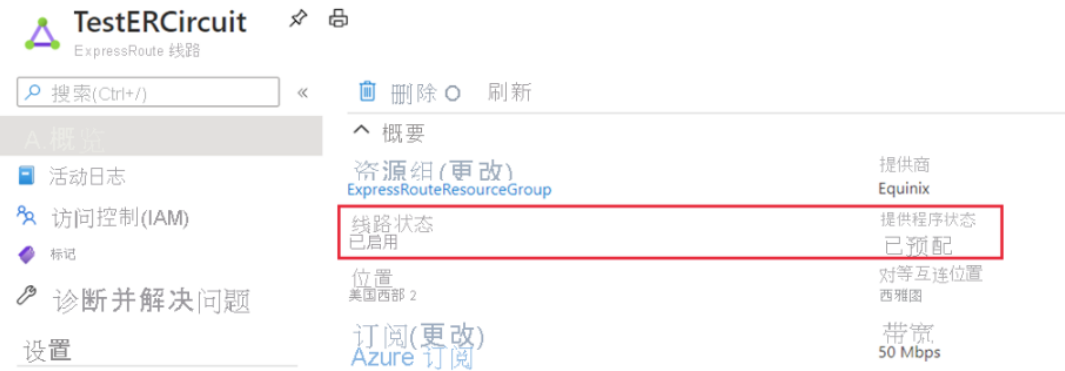 TestERCircuit
ExpressRoute 线路
搜索(Ctrl+/)
«
删除
刷新
A.概览
概要
活动日志
访问控制(IAM)
标记
诊断并解决问题
设置
资源组(更改)
ExpressRouteResourceGroup
提供商
Equinix
线路状态
已启用
提供程序状态
已预配
位置
美国西部 2
对等互连位置
西雅图
订阅(更改)
Azure 订阅
带宽
50 Mbps